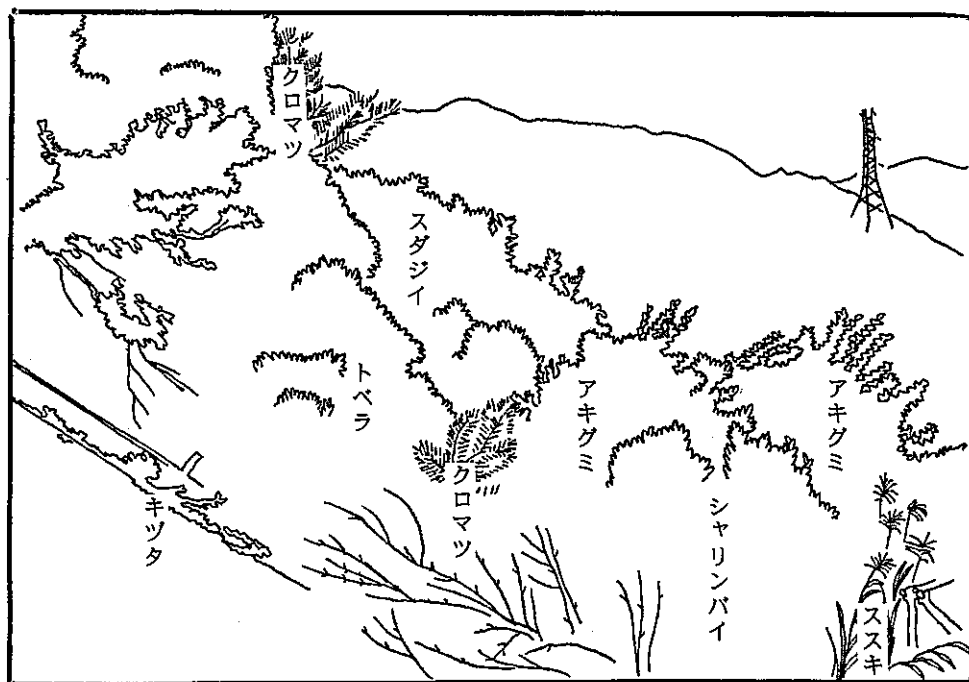 クロマツ
スダジイ
トベラ
アキグミ
アキグミ
クロマツ
キヅタ
シャリンバイ
ススキ